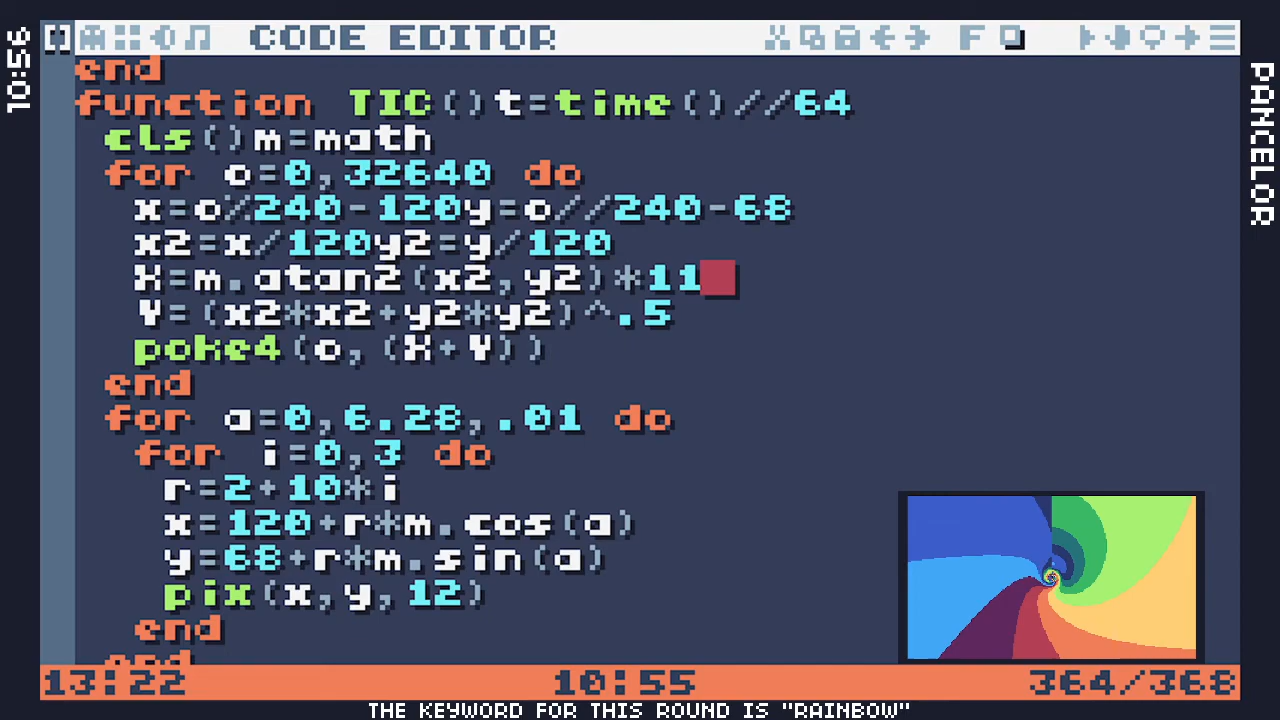 CODE EDITOR
F
10:56
PANCELOR
end
function TIC()t=time()//64
cls()m=math
for o=0,32640 do
x=o%240-120y=o//240-68
x2=x/120y2=y/120
X=m.atan2(x2,y2)*11
Y=(x2*x2+y2*y2)^.5
poke4(o,(X+Y))
end
for a=0,6.28,.01 do
for i=0,3 do
r=2+10*i
x=120+r*m.cos(a)
y=68+r*m.sin(a)
pix(x,y,12)
end
end
13:22 10:55 364/368
THE KEYWORD FOR THIS ROUND IS "RAINBOW"